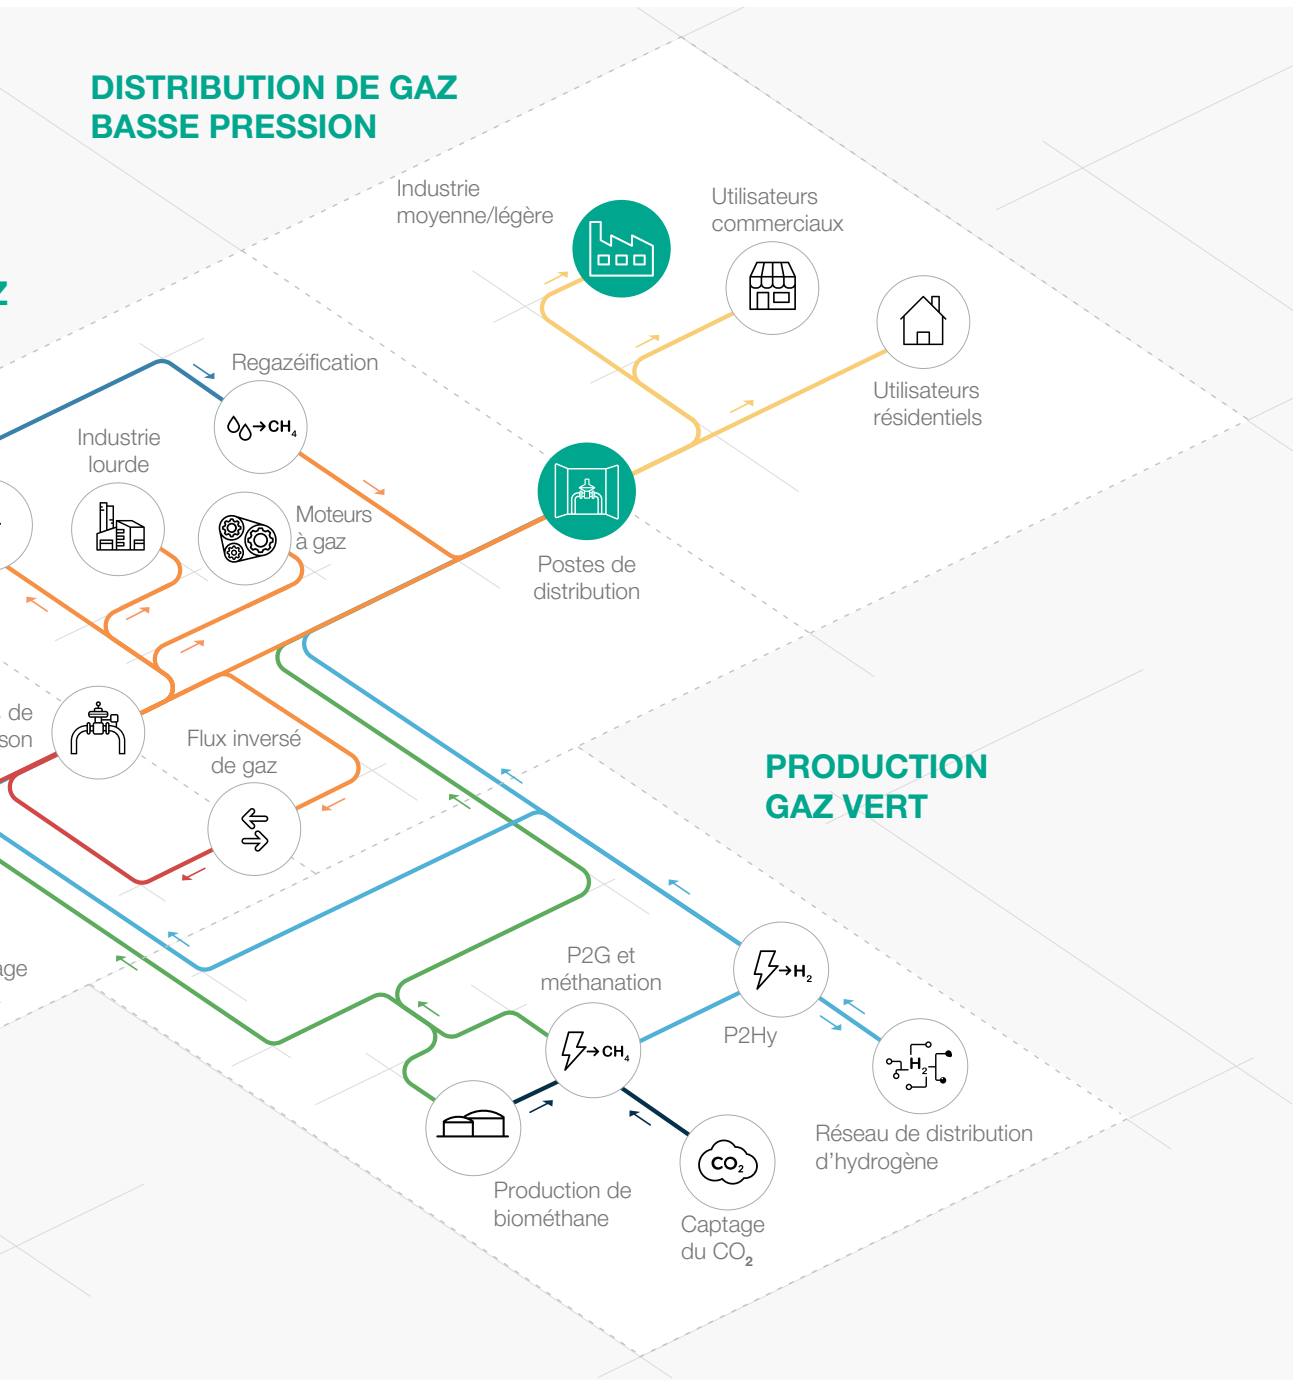 DISTRIBUTION DE GAZ
BASSE PRESSION
Industrie
moyenne/légère
Utilisateurs
commerciaux
Z
Regazéification
Utilisateurs
résidentiels
→CH4
Industrie
lourde
Moteurs
à gaz
Postes de
distribution
de
son
Flux inversé
de gaz
PRODUCTION
GAZ VERT
age
P2G et
méthanation
→H2
P2Hy
→CH4
H2
Réseau de distribution
d'hydrogène
CO2
Production de
biométhane
Captage
du CO2